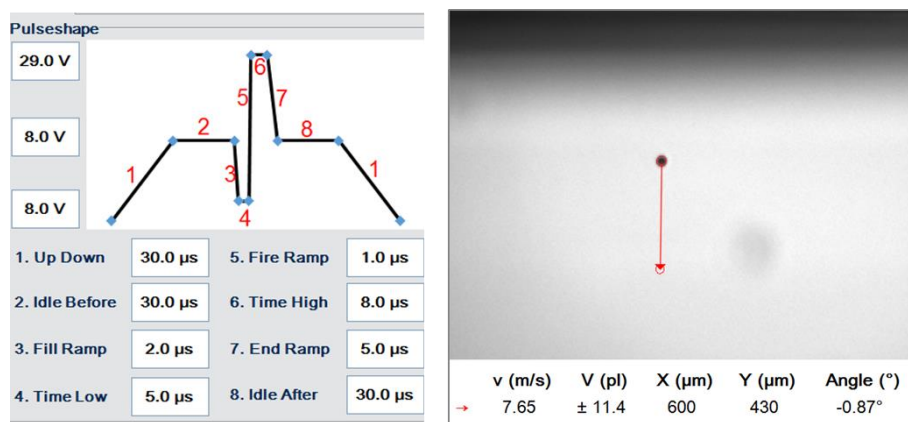 Pulseshape
29.0 V
8.0 V
8.0 V
1
2
3
4
5
6
7
8
1
1. Up Down 30.0 µs 5. Fire Ramp 1.0 µs
2. Idle Before 30.0 µs 6. Time High 8.0 µs
3. Fill Ramp 2.0 µs 7. End Ramp 5.0 µs
4. Time Low 5.0 µs 8. Idle After 30.0 µs
v (m/s) V (pl) X (µm) Y (µm) Angle (°)
→ 7.65 ± 11.4 600 430 -0.87°